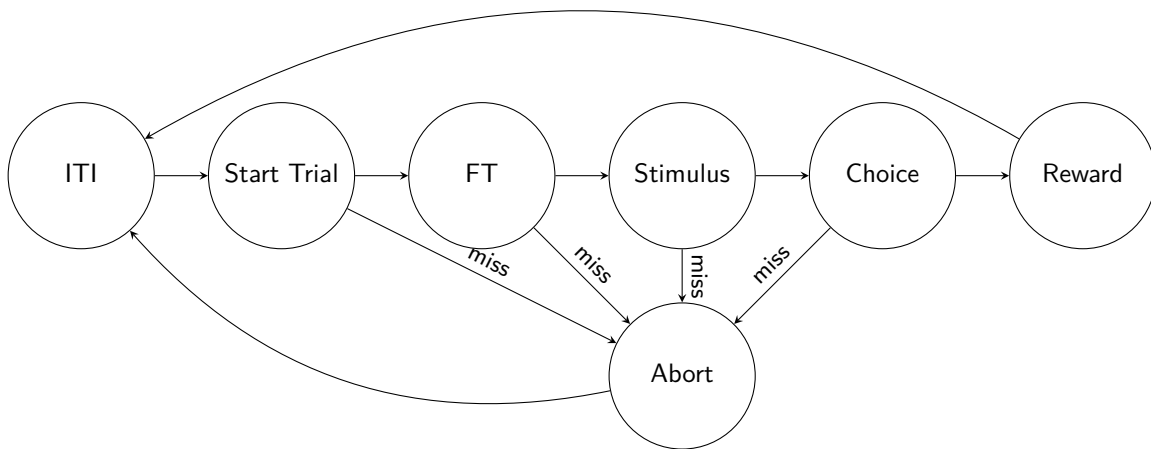 ITI
Start Trial
FT
Stimulus
Choice
Reward
miss
miss
miss
miss
Abort